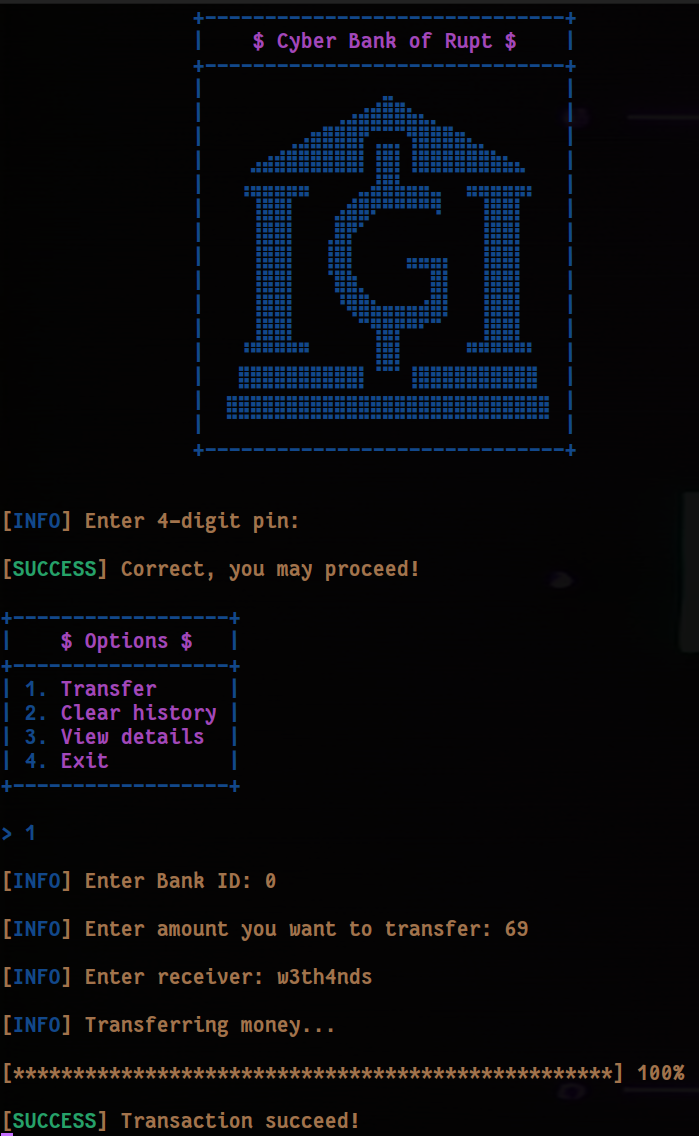 $ Cyber Bank of Rupt $
[INFO] Enter 4-digit pin:
[SUCCESS] Correct, you may proceed!
$ Options $
1. Transfer
2. Clear history
3. View details
4. Exit
> 1
[INFO] Enter Bank ID: 0
[INFO] Enter amount you want to transfer: 69
[INFO] Enter receiver: w3th4nds
[INFO] Transferring money...
[**************************************************] 100%
[SUCCESS] Transaction succeed!